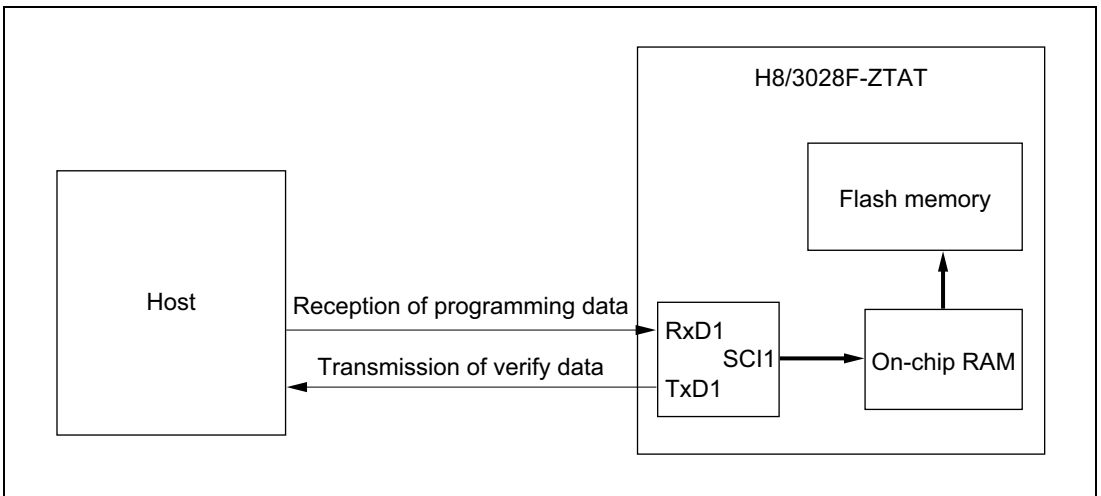 H8/3028F-ZTAT
Flash memory
Host
Reception of programming data
RxD1
SCI1
On-chip RAM
Transmission of verify data
TxD1